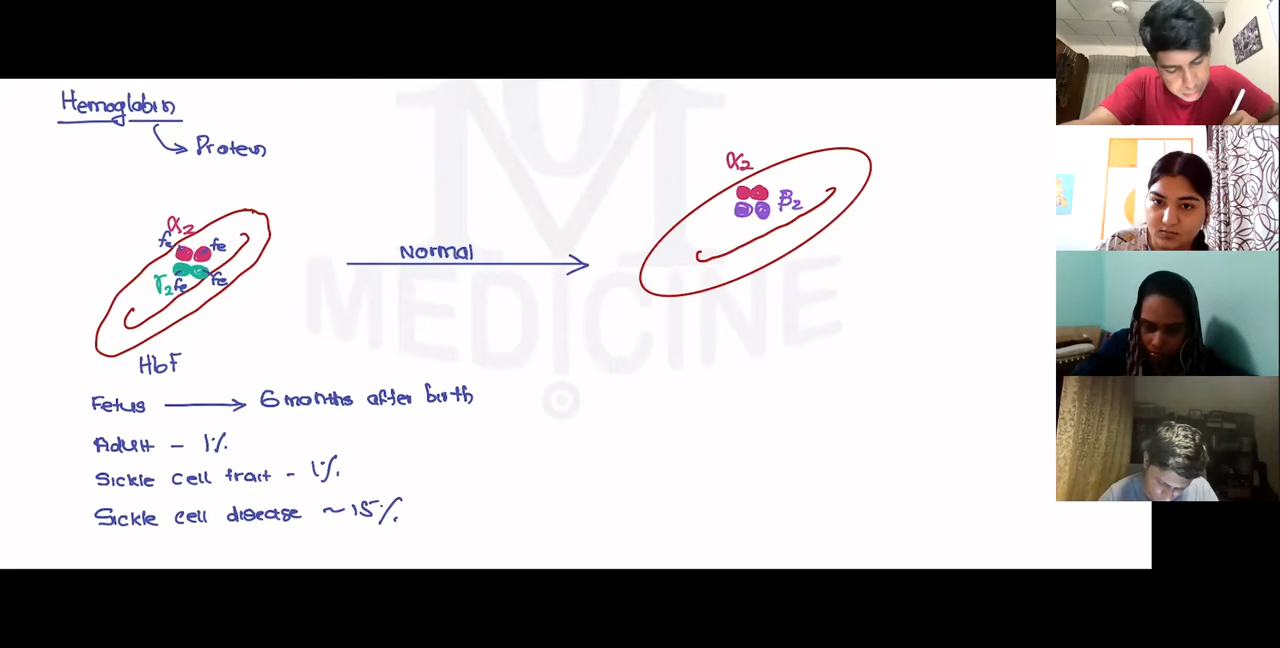 Hemoglobin
Protein
α2
fe fe
γ2 fe fe
HbF
Normal
α2
β2
MEDICINE
Fetus → 6 months after birth
Adult - 1%
Sickle cell trait - 1%
Sickle cell disease ~15%